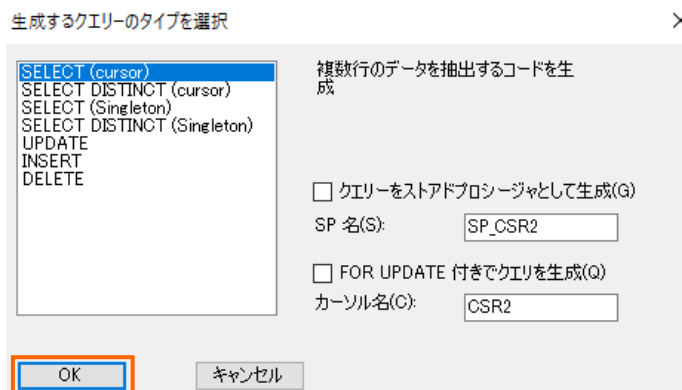 生成するクエリーのタイプを選択
SELECT (cursor)
SELECT DISTINCT (cursor)
SELECT (Singleton)
SELECT DISTINCT (Singleton)
UPDATE
INSERT
DELETE
複数行のデータを抽出するコードを生
成
クエリーをストアドプロシージャとして生成(G)
SP 名(S):
SP_CSR2
FOR UPDATE 付きでクエリを生成(Q)
カーソル名(C):
CSR2
OK
キャンセル